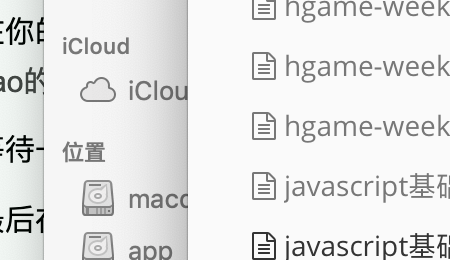 在你的
ao的
等待一
最后在
iCloud
iClou
位置
maco
app
hgame-week
hgame-week
hgame-week
javascript基础
javascript基础